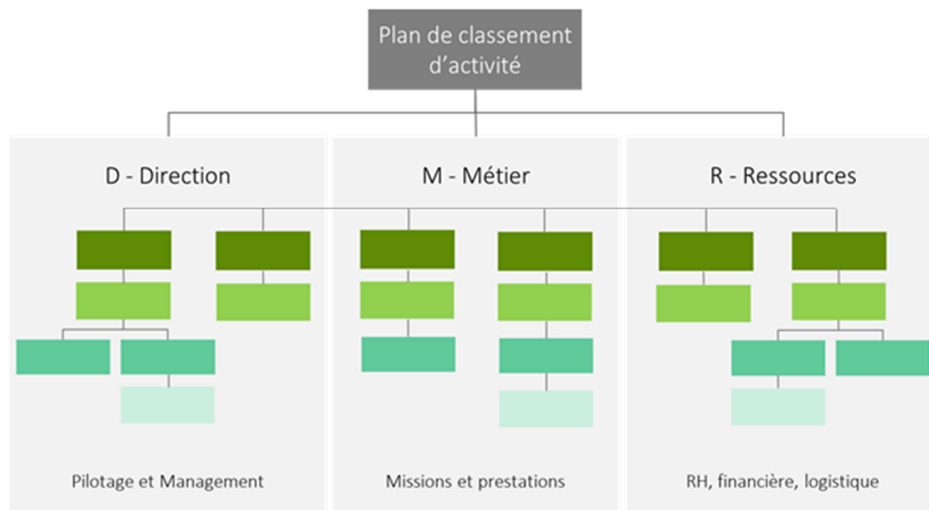 Plan de classement
d'activité
D - Direction
M - Métier
R - Ressources
Pilotage et Management
Missions et prestations
RH, financière, logistique